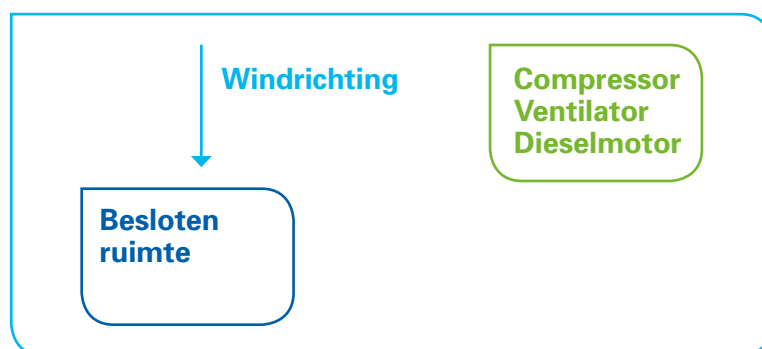 Windrichting
Compressor
Ventilator
Dieselmotor
Besloten
ruimte